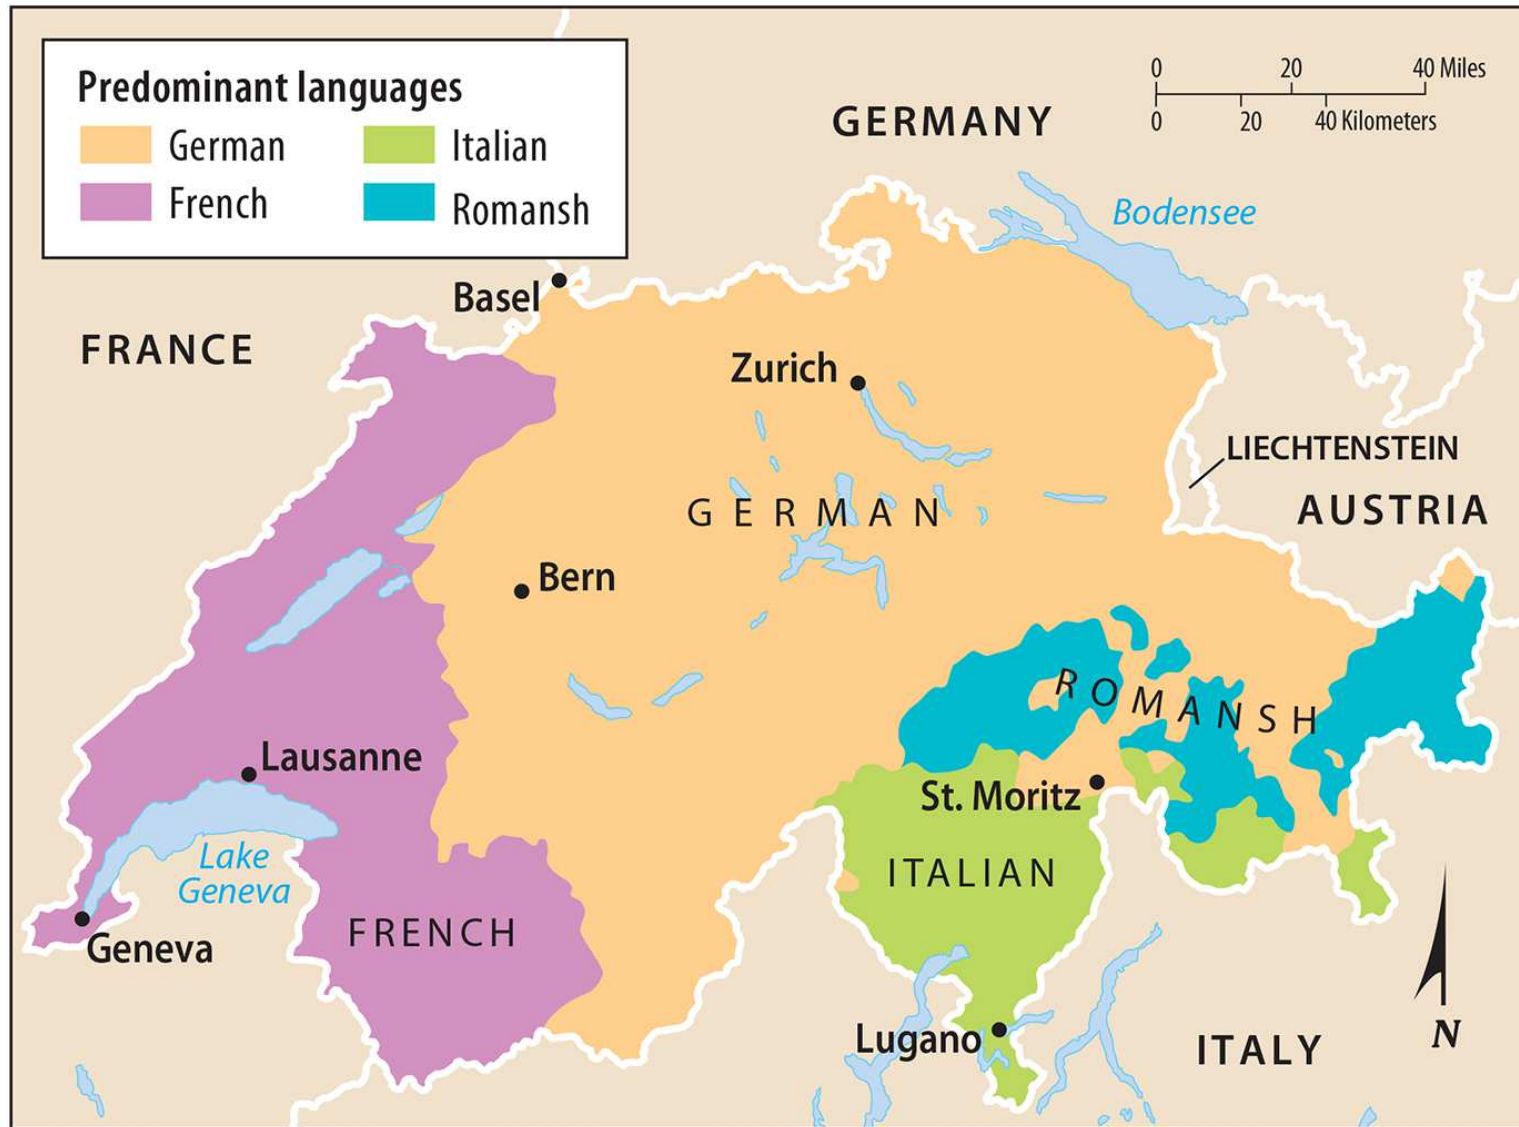 Predominant languages
German
Italian
French
Romansh
0 20 40 Miles
0 20 40 Kilometers
GERMANY
Bodensee
Basel
FRANCE
Zurich
LIECHTENSTEIN
GERMAN
AUSTRIA
Bern
ROMANSH
Lausanne
St. Moritz
Lake
Geneva
ITALIAN
FRENCH
Geneva
Lugano
ITALY
N